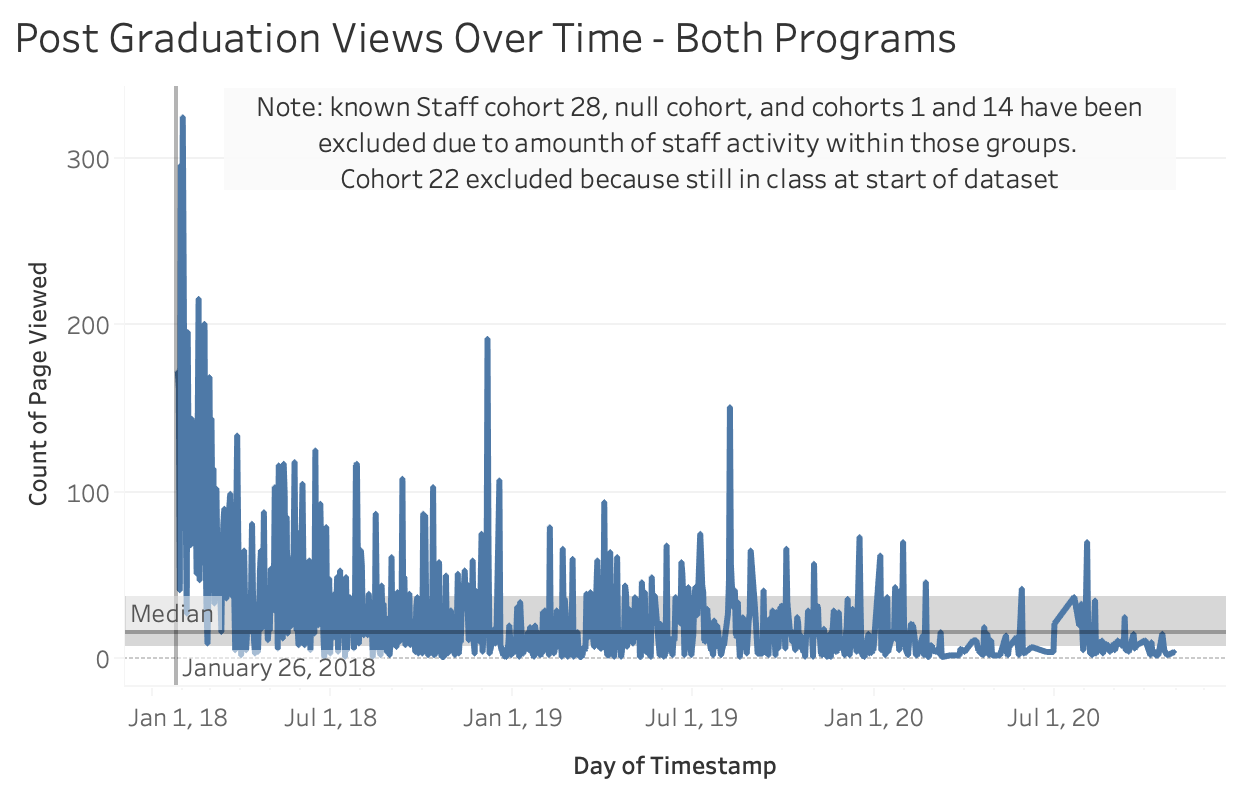 Post Graduation Views Over Time - Both Programs
Note: known Staff cohort 28, null cohort, and cohorts 1 and 14 have been
excluded due to amounth of staff activity within those groups.
Cohort 22 excluded because still in class at start of dataset
Count of Page Viewed
300
200
100
0
Median
January 26, 2018
Jan 1, 18
Jul 1, 18
Jan 1, 19
Jul 1, 19
Jan 1, 20
Jul 1, 20
Day of Timestamp